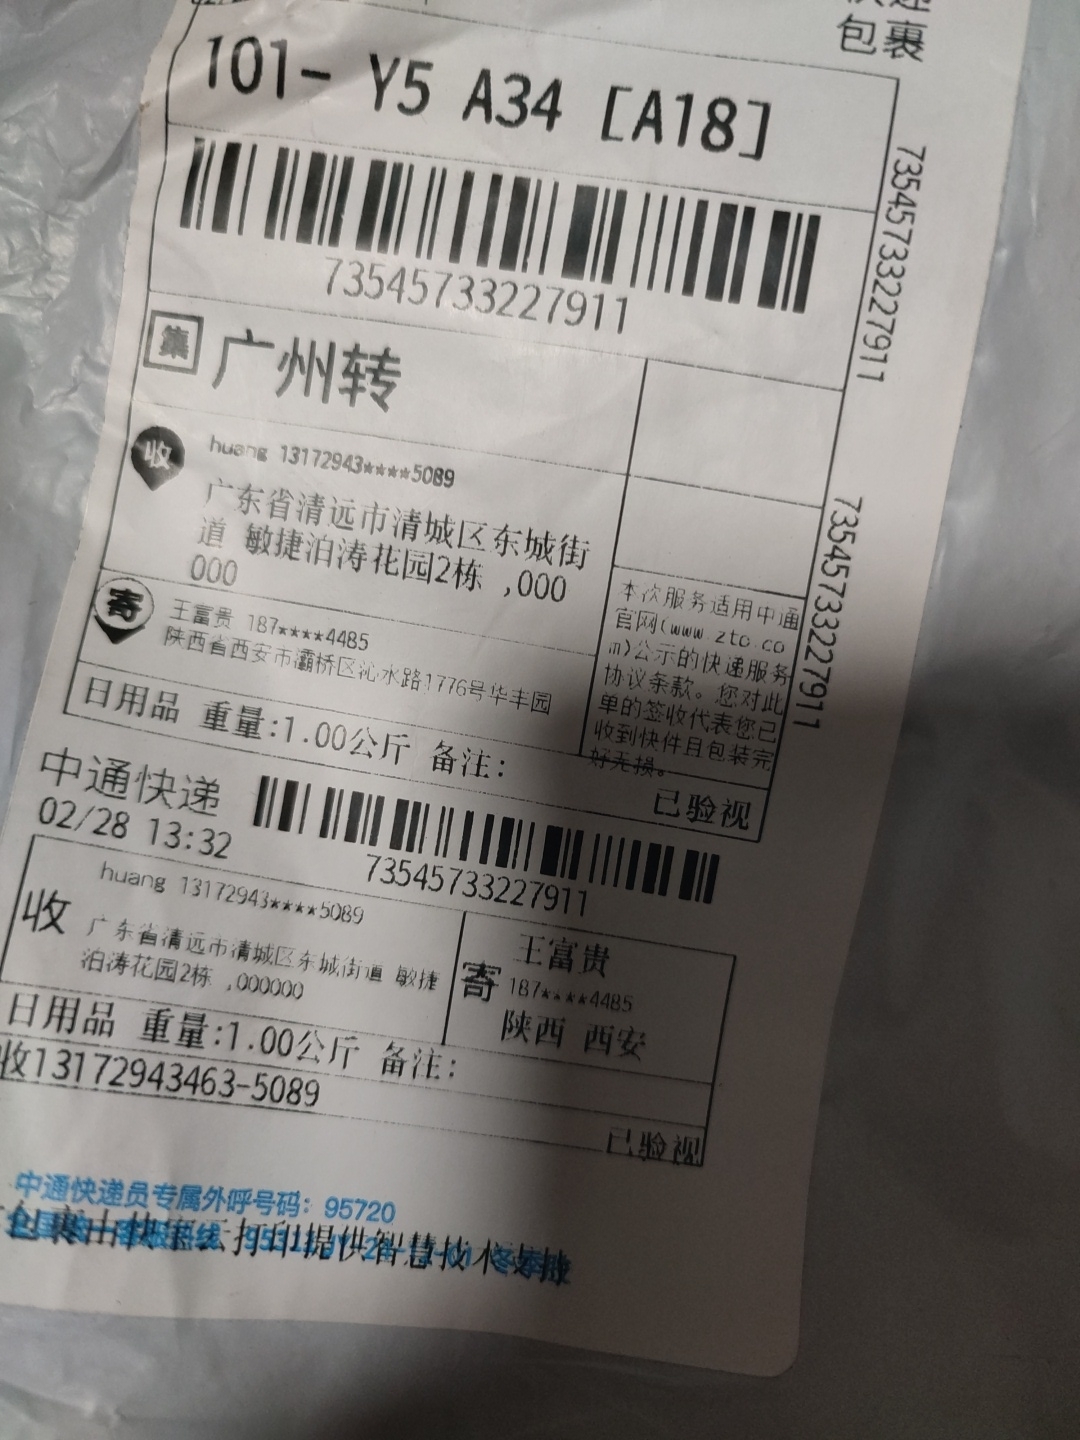 包裹
101- Y5 A34 [A18]
73545733227911
73545733227911
集 广州转
收 huang 13172943****5089
广东省清远市清城区东城街
道 敏捷泊涛花园2栋 ,000
000
寄 王富贵 187****4485
陕西省西安市灞桥区沁水路1776号华丰园
本次服务适用中通
官网(www.zto.co
m)公示的快递服务
协议条款。您对此
单的签收代表您已
收到快件且包装完
好无损。
73545733227911
日用品 重量:1.00公斤 备注:
已验视
中通快递
02/28 13:32
73545733227911
收
huang 13172943****5089
广东省清远市清城区东城街道 敏捷
泊涛花园2栋 ,000000
寄
王富贵
187****4485
陕西 西安
日用品 重量:1.00公斤 备注:
收13172943463-5089
已验视
中通快递员专属外呼号码：95720
打印提供智慧技术